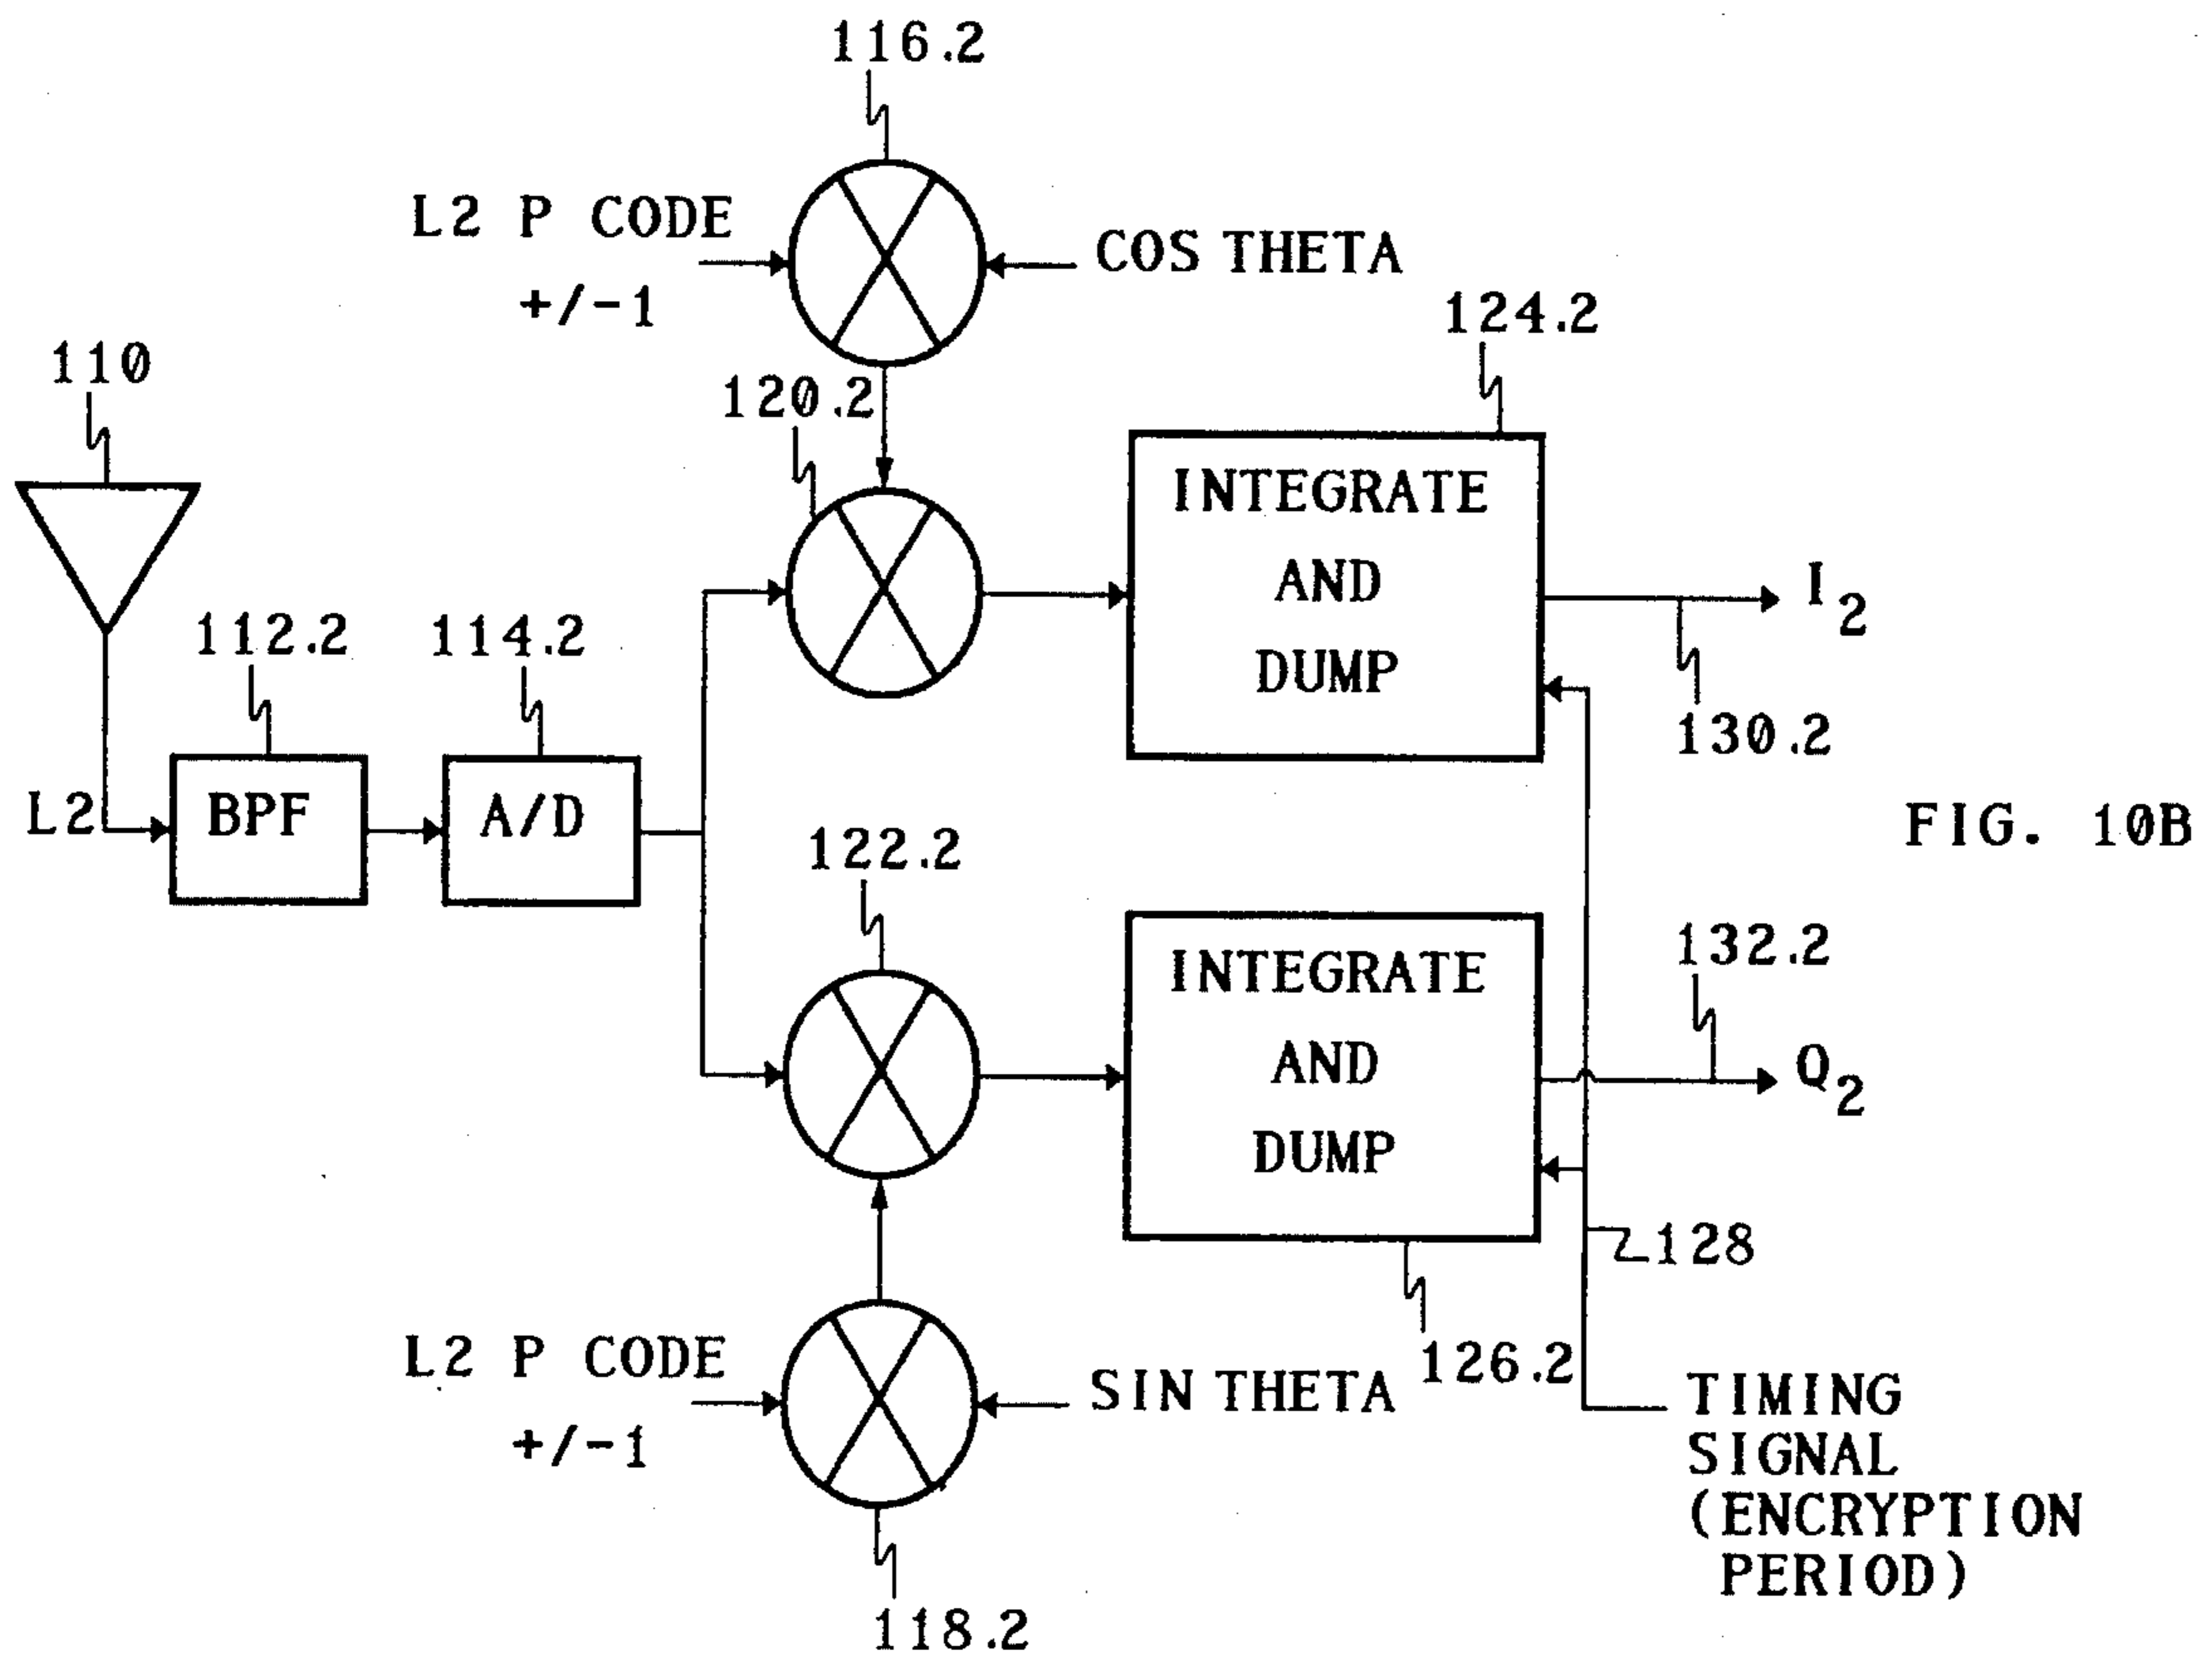 116.2
L2 P CODE
+/-1
COS THETA
110
120.2
124.2
INTEGRATE
AND
DUMP
I2
130.2
112.2
114.2
L2
BPF
A/D
FIG. 10B
122.2
INTEGRATE
AND
DUMP
132.2
Q2
128
126.2
L2 P CODE
+/-1
SIN THETA
TIMING
SIGNAL
(ENCRYPTION
PERIOD)
118.2